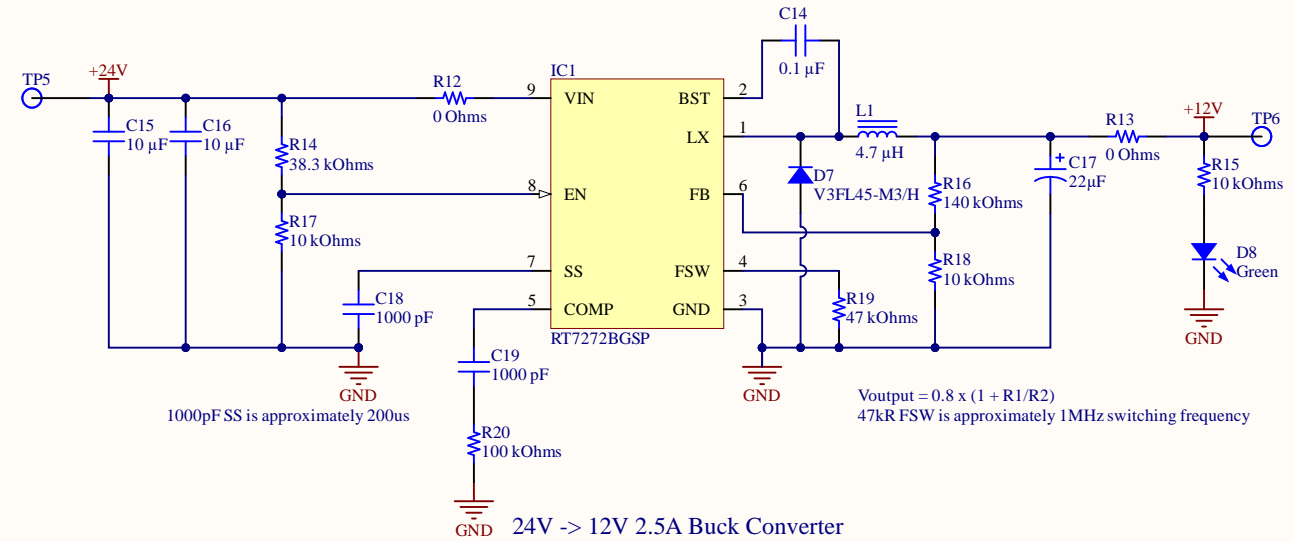 C14
0.1 µF
TP5
+24V
R12
0 Ohms
IC1
9
VIN
BST
2
C15
10 µF
C16
10 µF
R14
38.3 kOhms
LX
1
L1
4.7 µH
R13
0 Ohms
+12V
TP6
D7
V3FL45-M3/H
C17
22µF
R15
10 kOhms
8
EN
FB
6
R16
140 kOhms
R17
10 kOhms
7
SS
FSW
4
R18
10 kOhms
D8
Green
C18
1000 pF
5
COMP
GND
3
R19
47 kOhms
RT7272BGSP
GND
C19
1000 pF
GND
GND
1000pF SS is approximately 200us
Voutput = 0.8 x (1 + R1/R2)
47kR FSW is approximately 1MHz switching frequency
R20
100 kOhms
GND
24V -> 12V 2.5A Buck Converter